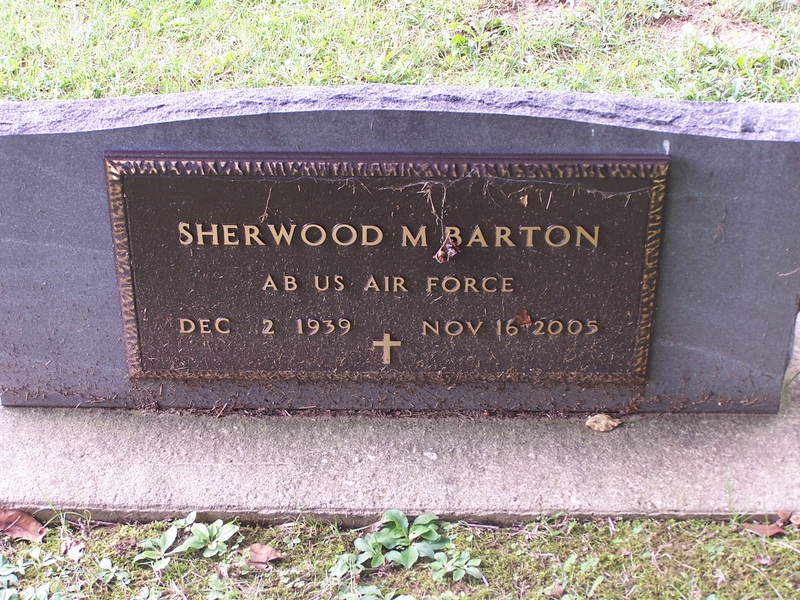 SHERWOOD M BARTON
AB US AIR FORCE
DEC 2 1939 NOV 16 2005